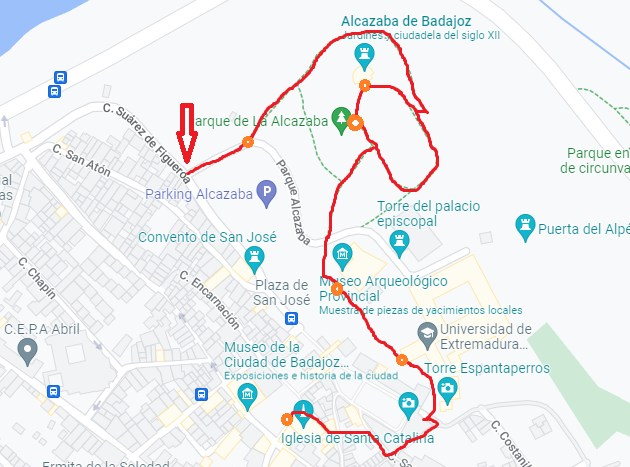 Alcazaba de Badajoz
Jardines y ciudadela del siglo XII
C. Suárez de Figueroa
Parque de La Alcazaba
C. San Atón
Parque en
de circunva
Parking Alcazaba
P
Parque Alcazaba
Torre del palacio
episcopal
Puerta del Alpé
Convento de San José
C. Chapín
C. Encarnación
Plaza de
San José
Museo Arqueológico
Provincial
Muestra de piezas de yacimientos locales
C.E.P.A Abril
Universidad de
Extremadura...
Museo de la
Ciudad de Badajoz...
Exposiciones e historia de la ciudad
Torre Espantaperros
Iglesia de Santa Catalina
C. Costanilla
Ermita de la Soledad